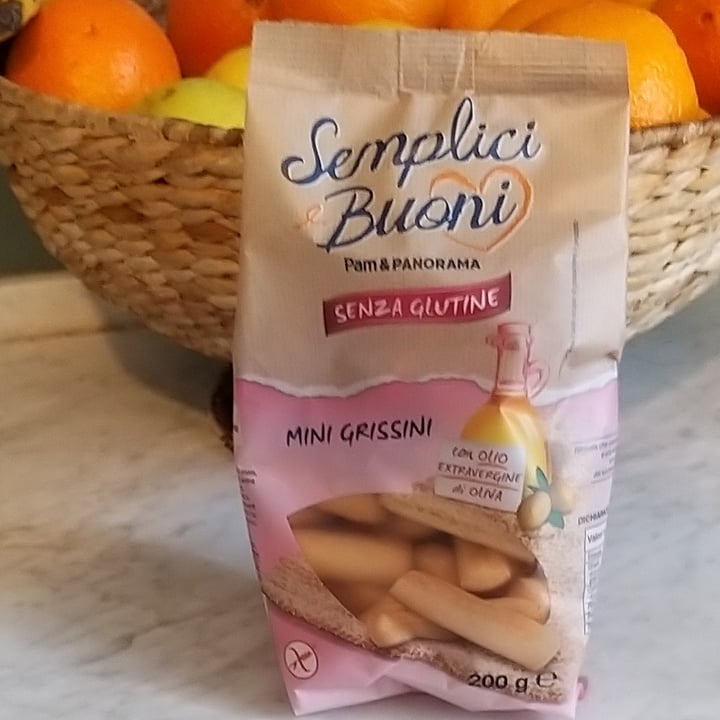 Semplici
e Buoni
Pam & PANORAMA
SENZA GLUTINE
MINI GRISSINI
con OLIO
EXTRAVERGINE
di OLIVA
200 g ℮